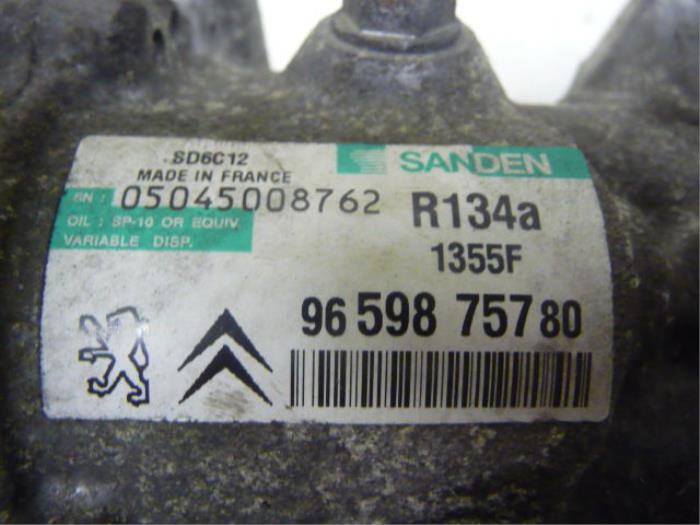 SD6C12
MADE IN FRANCE
SANDEN
SN : 05045008762
R134a
OIL : SP-10 OR EQUIV.
VARIABLE DISP.
1355F
96 598 757 80